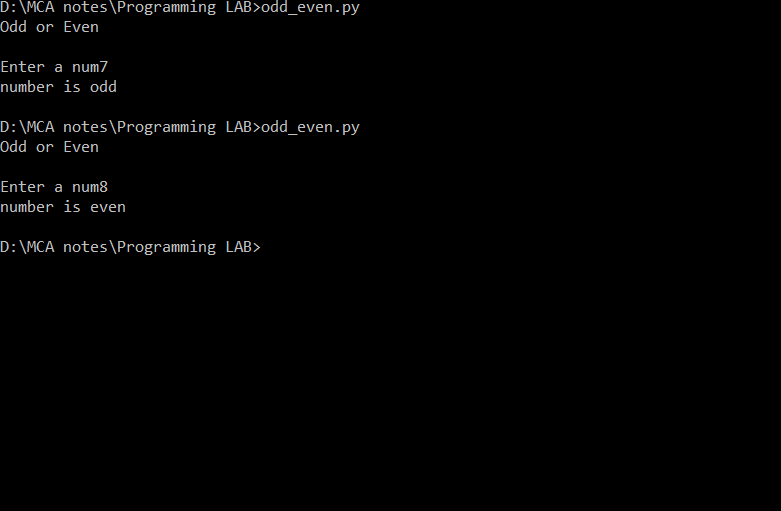 D:\MCA notes\Programming LAB>odd_even.py
Odd or Even
Enter a num7
number is odd
D:\MCA notes\Programming LAB>odd_even.py
Odd or Even
Enter a num8
number is even
D:\MCA notes\Programming LAB>